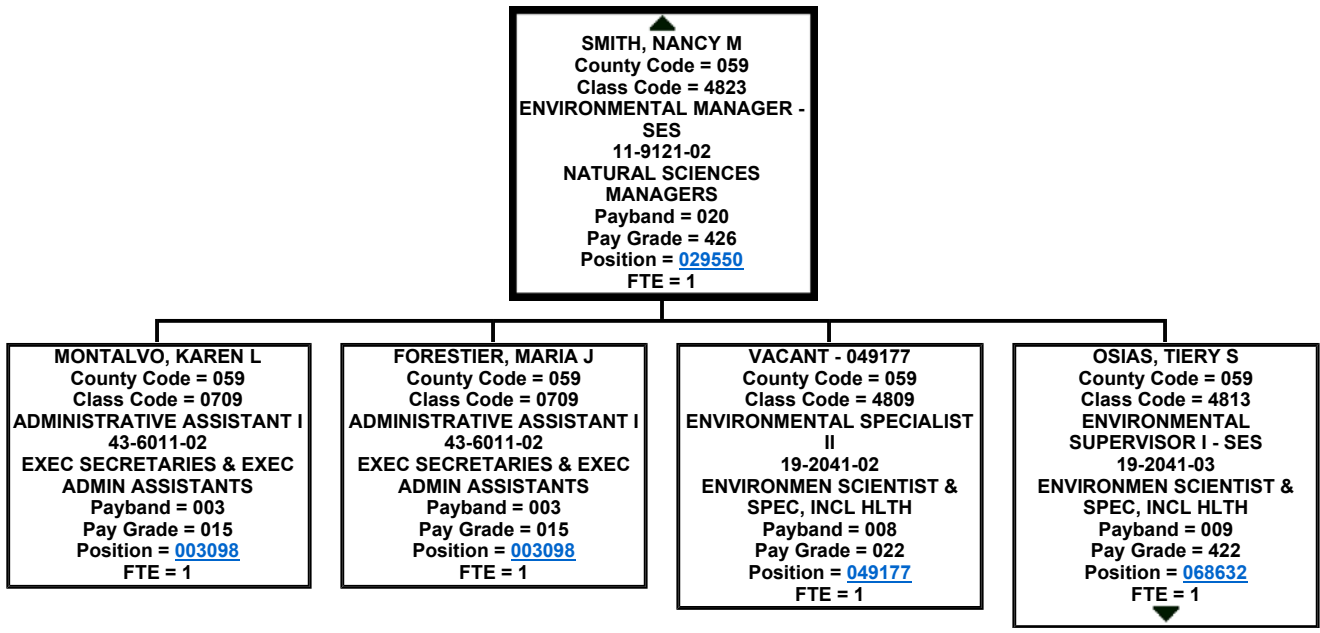 SMITH, NANCY M
County Code = 059
Class Code = 4823
ENVIRONMENTAL MANAGER -
SES
11-9121-02
NATURAL SCIENCES
MANAGERS
Payband = 020
Pay Grade = 426
Position = 029550
FTE = 1
MONTALVO, KAREN L
County Code = 059
Class Code = 0709
ADMINISTRATIVE ASSISTANT I
43-6011-02
EXEC SECRETARIES & EXEC
ADMIN ASSISTANTS
Payband = 003
Pay Grade = 015
Position = 003098
FTE = 1
FORESTIER, MARIA J
County Code = 059
Class Code = 0709
ADMINISTRATIVE ASSISTANT I
43-6011-02
EXEC SECRETARIES & EXEC
ADMIN ASSISTANTS
Payband = 003
Pay Grade = 015
Position = 003098
FTE = 1
VACANT - 049177
County Code = 059
Class Code = 4809
ENVIRONMENTAL SPECIALIST
II
19-2041-02
ENVIRONMEN SCIENTIST &
SPEC, INCL HLTH
Payband = 008
Pay Grade = 022
Position = 049177
FTE = 1
OSIAS, TIERY S
County Code = 059
Class Code = 4813
ENVIRONMENTAL
SUPERVISOR I - SES
19-2041-03
ENVIRONMEN SCIENTIST &
SPEC, INCL HLTH
Payband = 009
Pay Grade = 422
Position = 068632
FTE = 1